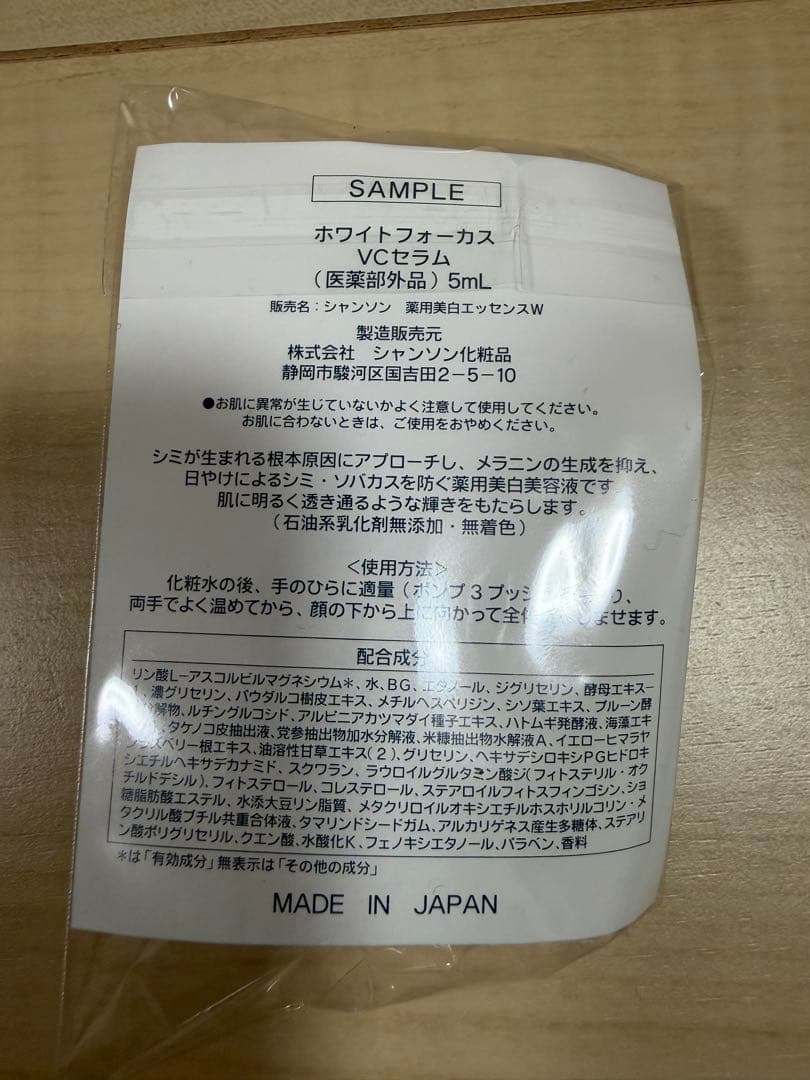 SAMPLE
ホワイトフォーカス
VCセラム
（医薬部外品）5mL
販売名：シャンソン　薬用美白エッセンスW
製造販売元
株式会社　シャンソン化粧品
静岡市駿河区国吉田2−5−10
●お肌に異常が生じていないかよく注意して使用してください。
お肌に合わないときは、ご使用をおやめください。
シミが生まれる根本原因にアプローチし、メラニンの生成を抑え、
日やけによるシミ・ソバカスを防ぐ薬用美白美容液です
肌に明るく透き通るような輝きをもたらします。
（石油系乳化剤無添加・無着色）
＜使用方法＞
化粧水の後、手のひらに適量（ポンプ3プッシ
両手でよく温めてから、顔の下から上に向かって全体 じませます。
配合成分
リン酸L−アスコルビルマグネシウム＊、水、BG、エタノール、ジグリセリン、酵母エキス−
1、濃グリセリン、パウダルコ樹皮エキス、メチルヘスペリジン、シソ葉エキス、プルーン酵
分解物、ルチングルコシド、アルピニアカツマダイ種子エキス、ハトムギ発酵液、海藻エキ
、タケノコ皮抽出液、党参抽出物加水分解液、米糠抽出物水解液A、イエローヒマラヤ
ラズベリー根エキス、油溶性甘草エキス（2）、グリセリン、ヘキサデシロキシPGヒドロキ
シエチルヘキサデカナミド、スクワラン、ラウロイルグルタミン酸ジ（フィトステリル・オク
チルドデシル）、フィトステロール、コレステロール、ステアロイルフィトスフィンゴシン、ショ
糖脂肪酸エステル、水添大豆リン脂質、メタクリロイルオキシエチルホスホリルコリン・メ
タクリル酸ブチル共重合体液、タマリンドシードガム、アルカリゲネス産生多糖体、ステアリ
ン酸ポリグリセリル、クエン酸、水酸化K、フェノキシエタノール、パラベン、香料
＊は「有効成分」無表示は「その他の成分」
MADE IN JAPAN